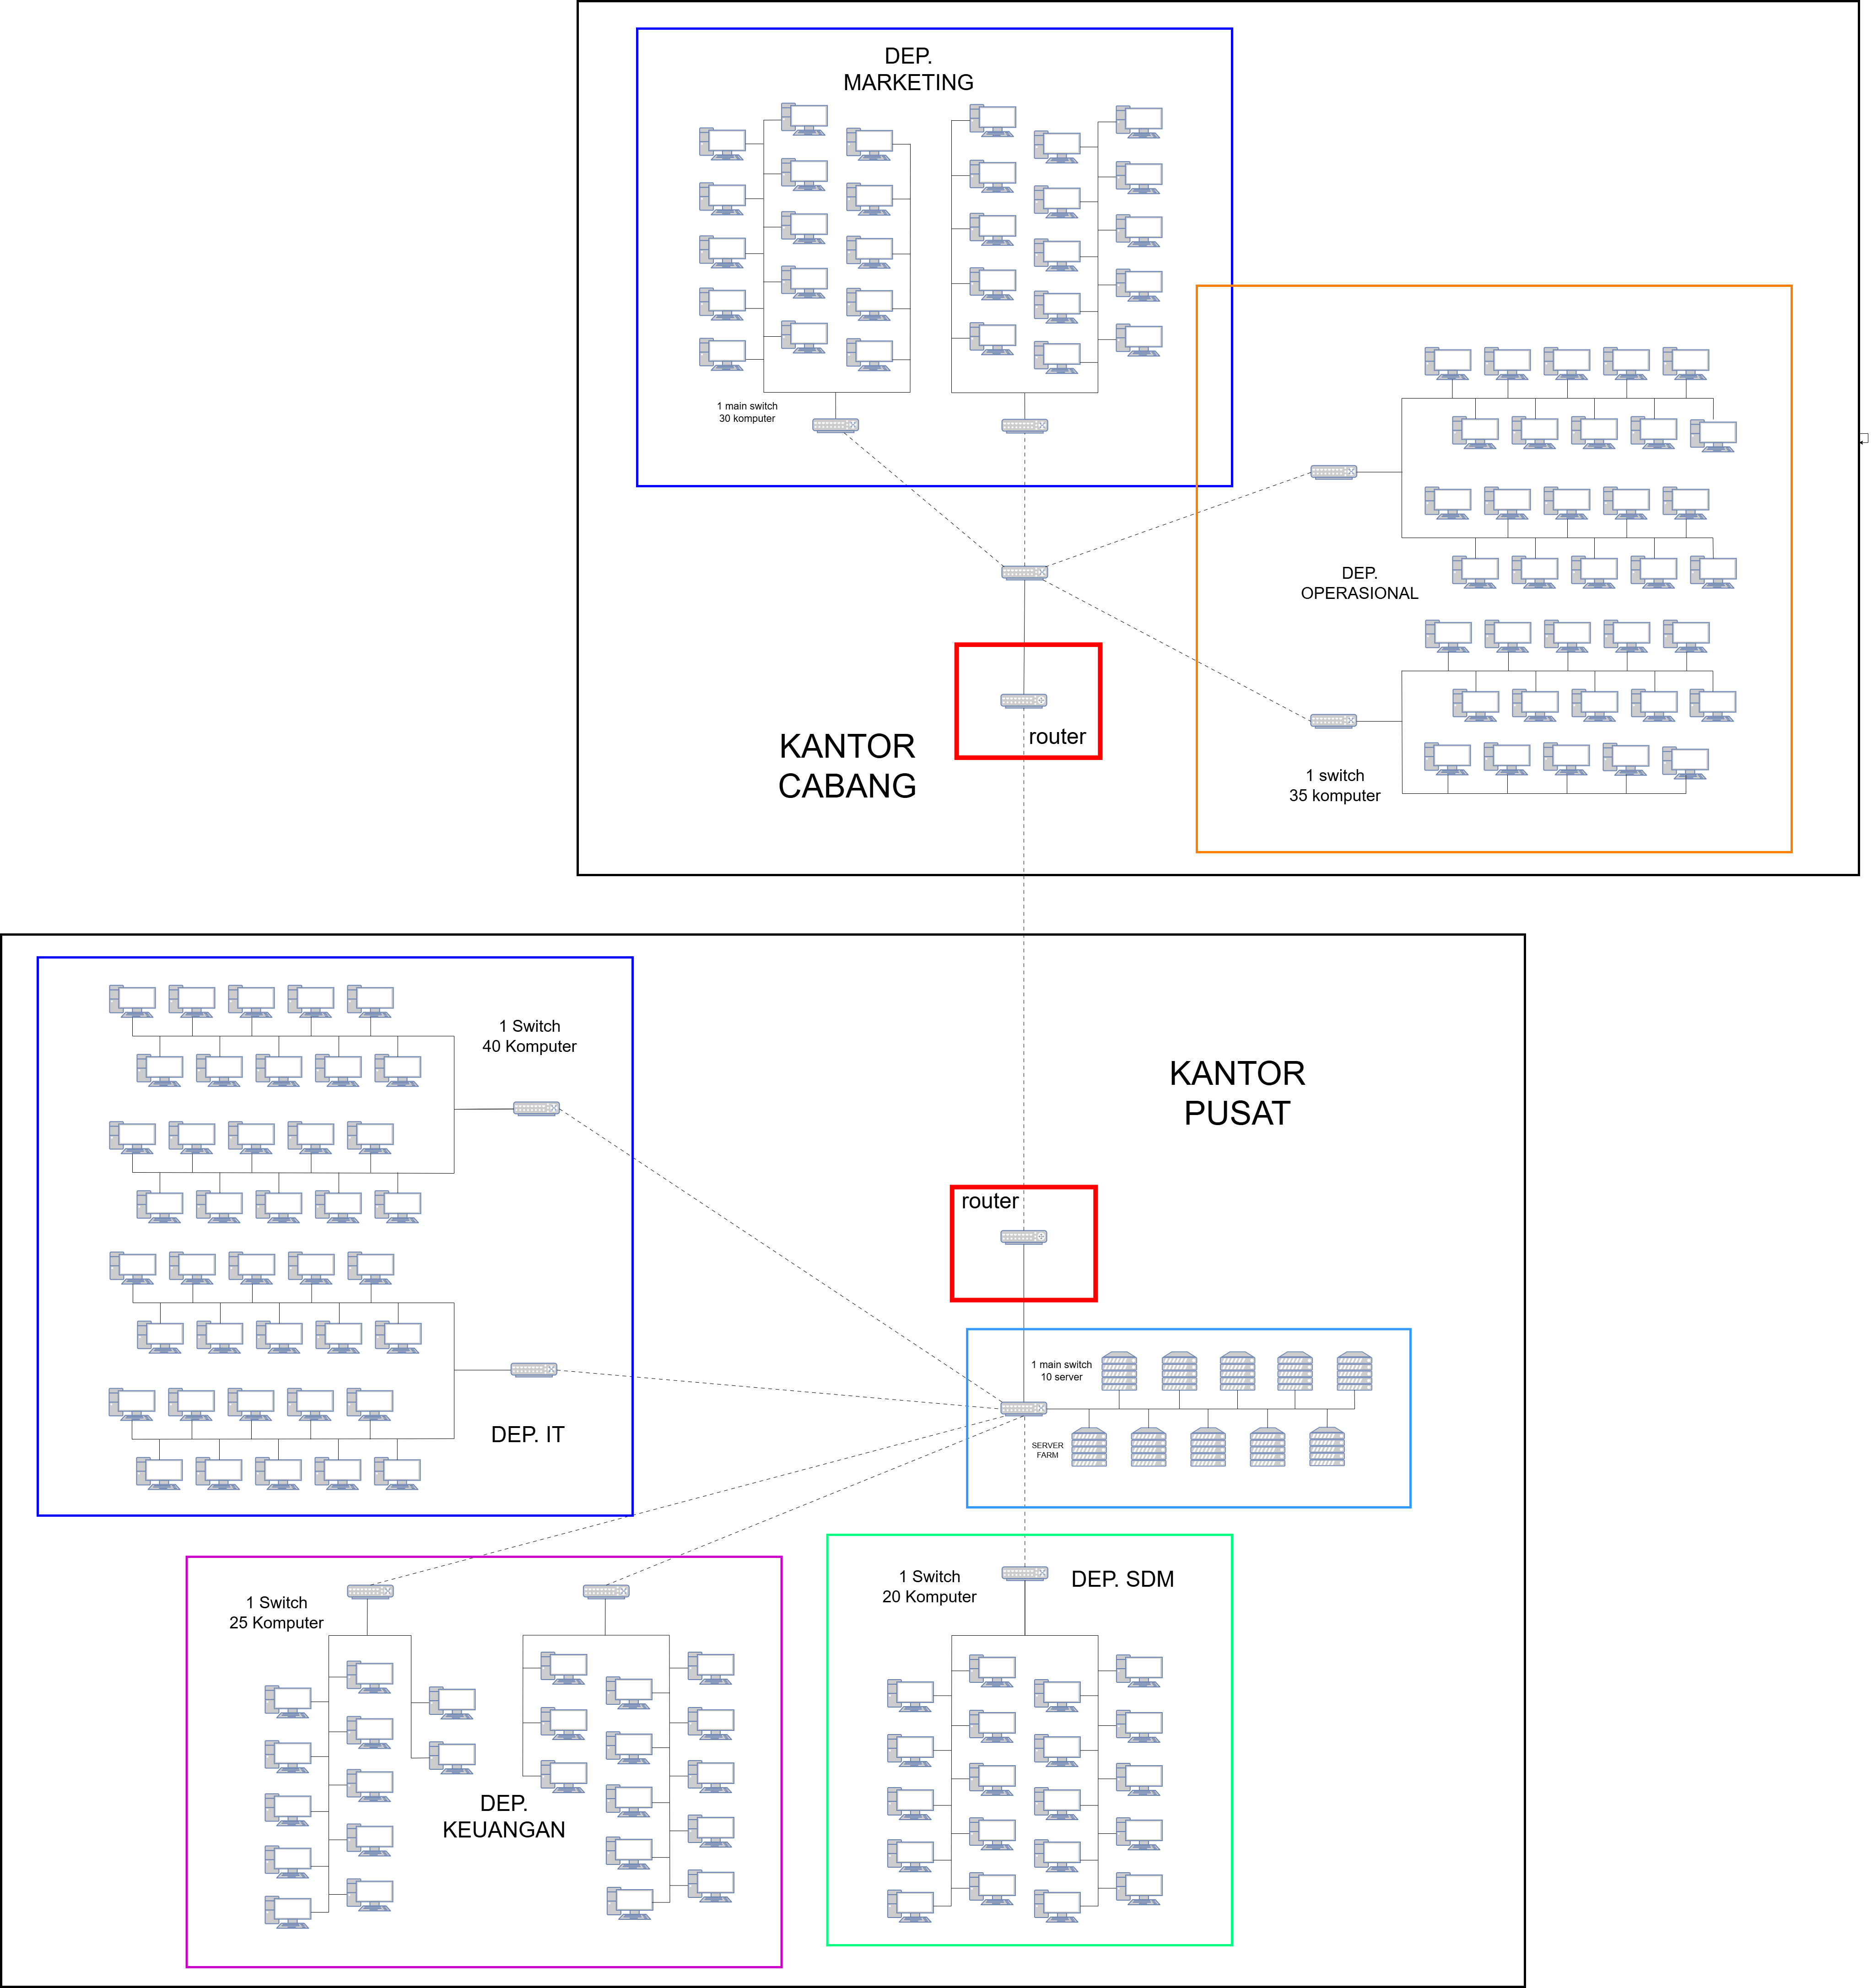 DEP.
MARKETING
1 main switch
30 komputer
DEP.
OPERASIONAL
router
KANTOR
CABANG
1 switch
35 komputer
1 Switch
40 Komputer
KANTOR
PUSAT
router
1 main switch
10 server
DEP. IT
SERVER
FARM
1 Switch
25 Komputer
1 Switch
20 Komputer
DEP. SDM
DEP.
KEUANGAN